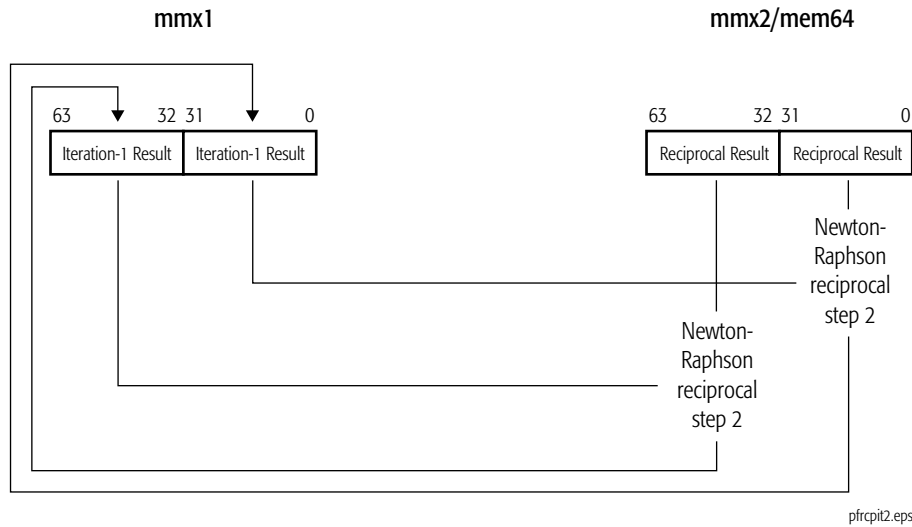 mmx1 mmx2/mem64
63 32 31 0 63 32 31 0
Iteration-1 Result Iteration-1 Result Reciprocal Result Reciprocal Result
Newton-
Raphson
reciprocal
step 2
Newton-
Raphson
reciprocal
step 2
pfrcpit2.eps